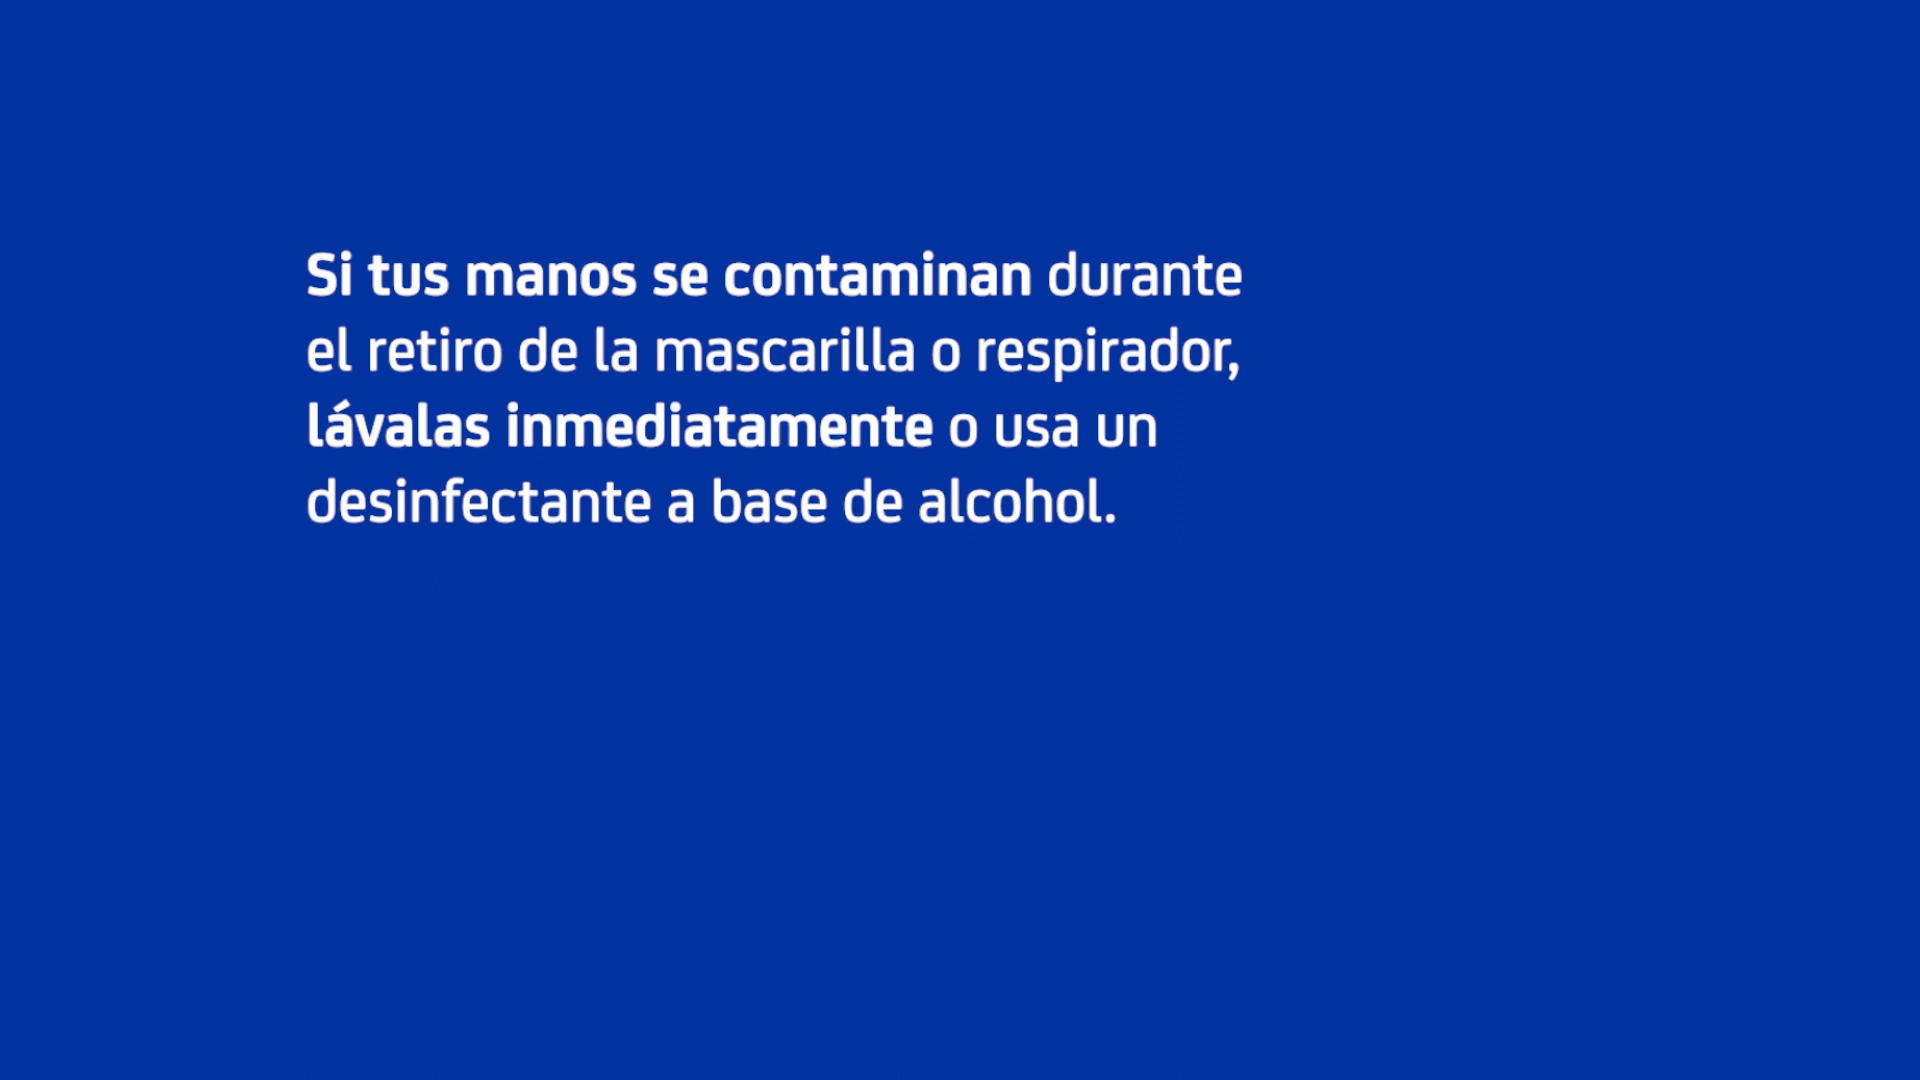 Si tus manos se contaminan durante
el retiro de la mascarilla o respirador,
lávalas inmediatamente o usa un
desinfectante a base de alcohol.